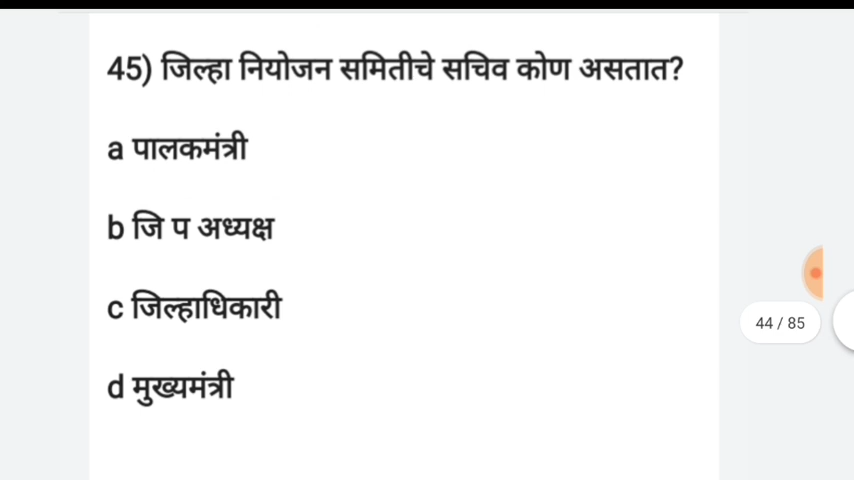 45) जिल्हा नियोजन समितीचे सचिव कोण असतात?
a पालकमंत्री
b जि प अध्यक्ष
c जिल्हाधिकारी
44 / 85
d मुख्यमंत्री